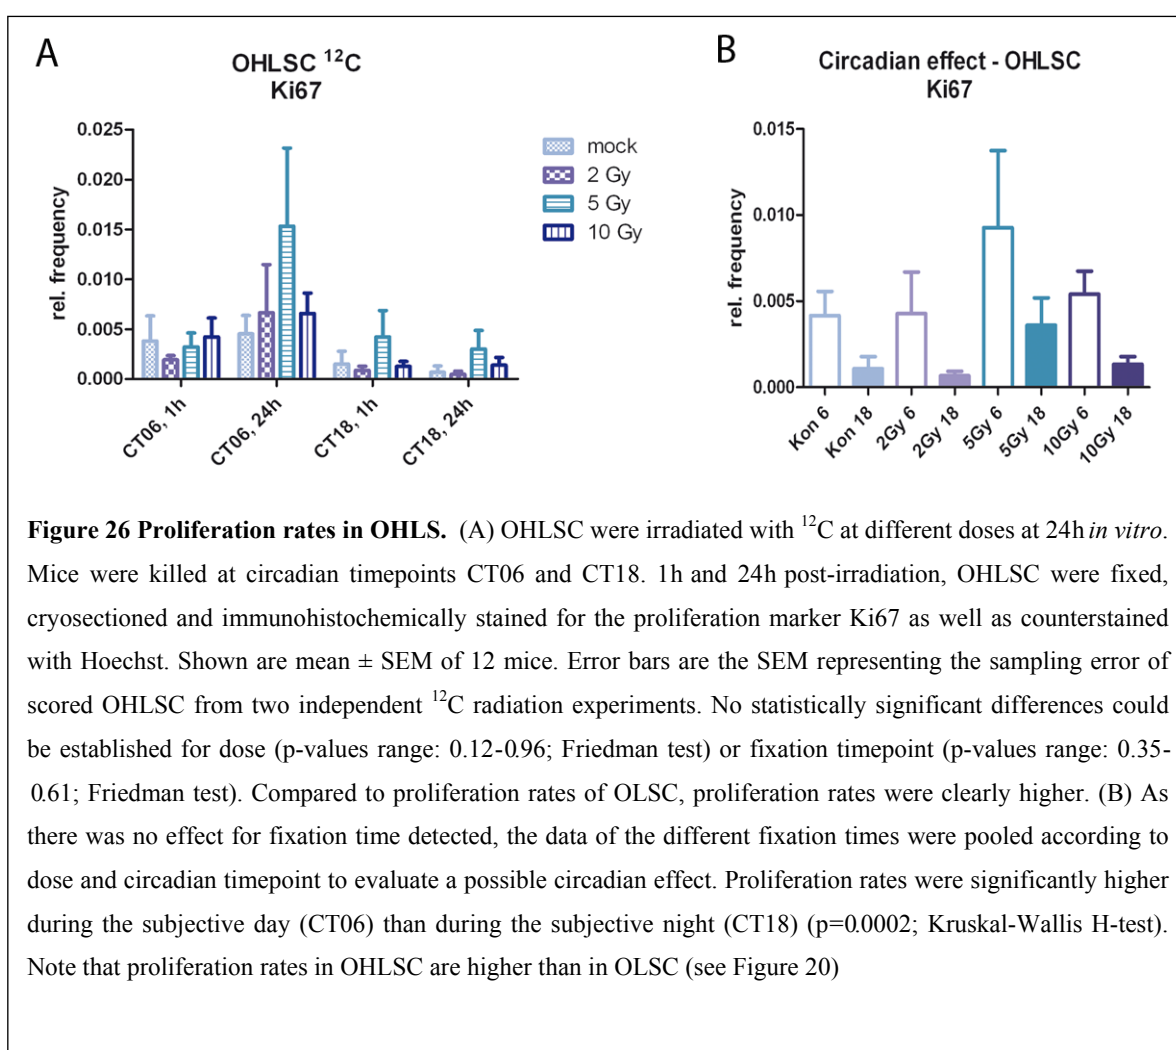 A
OHLSC ¹²C
Ki67
0.025
0.020
0.015
0.010
0.005
0.000
rel. frequency
CT06, 1h
CT06, 24h
CT18, 1h
CT18, 24h
mock
2 Gy
5 Gy
10 Gy
B
Circadian effect - OHLSC
Ki67
0.015
0.010
0.005
0.000
rel. frequency
Kon 6
Kon 18
2Gy 6
2Gy 18
5Gy 6
5Gy 18
10Gy 6
10Gy 18
Figure 26 Proliferation rates in OHLS. (A) OHLSC were irradiated with ¹²C at different doses at 24h in vitro.
Mice were killed at circadian timepoints CT06 and CT18. 1h and 24h post-irradiation, OHLSC were fixed,
cryosectioned and immunohistochemically stained for the proliferation marker Ki67 as well as counterstained
with Hoechst. Shown are mean ± SEM of 12 mice. Error bars are the SEM representing the sampling error of
scored OHLSC from two independent ¹²C radiation experiments. No statistically significant differences could
be established for dose (p-values range: 0.12-0.96; Friedman test) or fixation timepoint (p-values range: 0.35-
0.61; Friedman test). Compared to proliferation rates of OLSC, proliferation rates were clearly higher. (B) As
there was no effect for fixation time detected, the data of the different fixation times were pooled according to
dose and circadian timepoint to evaluate a possible circadian effect. Proliferation rates were significantly higher
during the subjective day (CT06) than during the subjective night (CT18) (p=0.0002; Kruskal-Wallis H-test).
Note that proliferation rates in OHLSC are higher than in OLSC (see Figure 20)